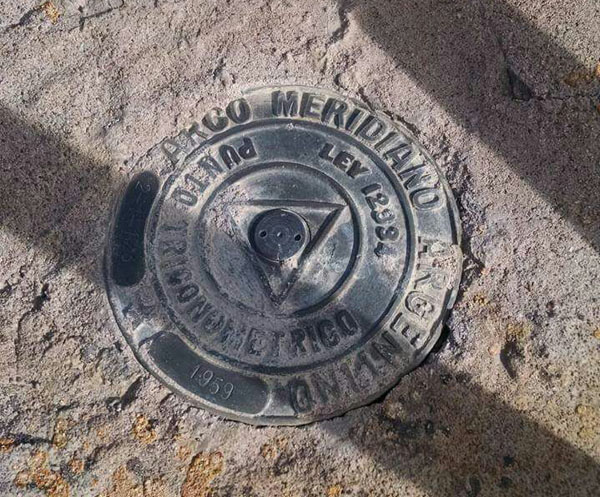 ARCO MERIDIANO ARGENTINO
PUNTO TRIGONOMETRICO
LEY 12334
1959